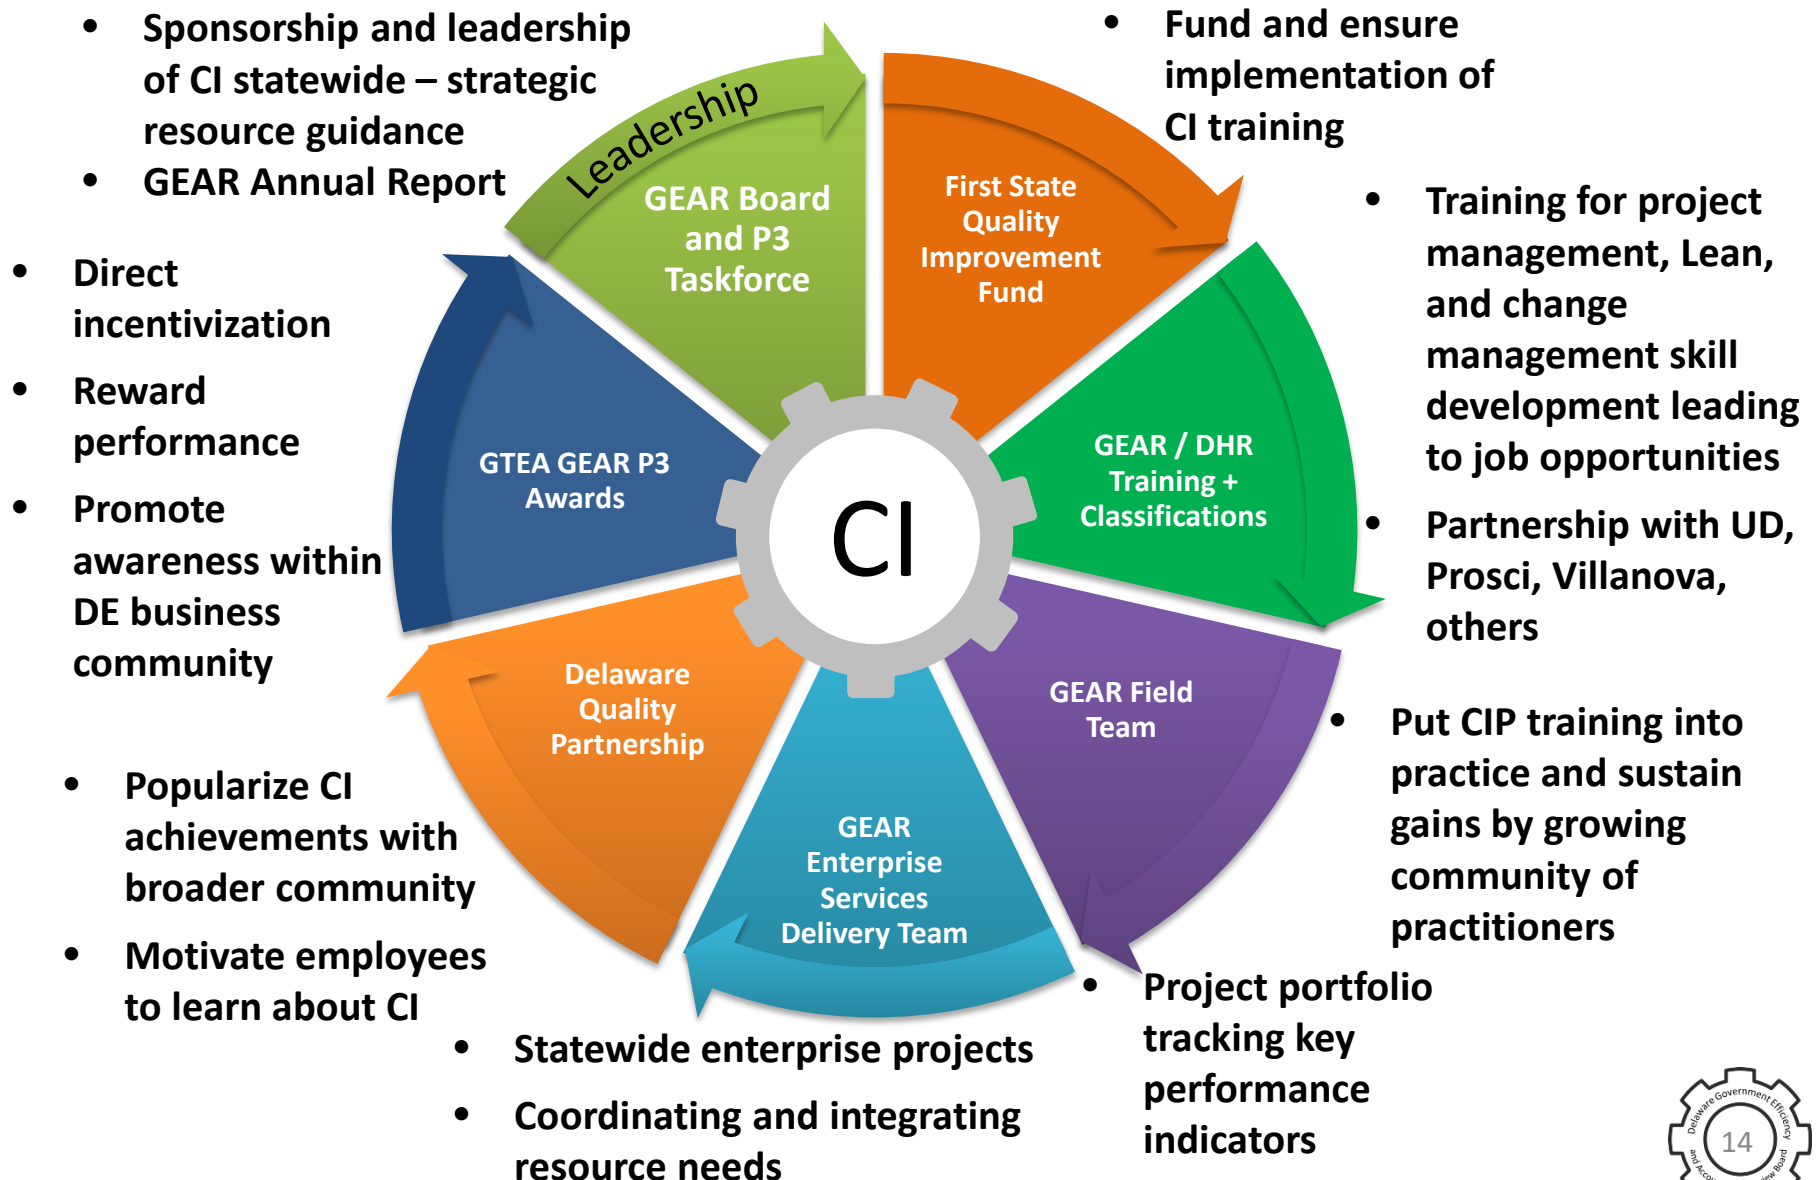 • Sponsorship and leadership
of CI statewide – strategic
resource guidance
• GEAR Annual Report
• Fund and ensure
implementation of
CI training
Leadership
GEAR Board
and P3
Taskforce
First State
Quality
Improvement
Fund
• Training for project
management, Lean,
and change
management skill
development leading
to job opportunities
• Partnership with UD,
Prosci, Villanova,
others
• Direct
incentivization
• Reward
performance
• Promote
awareness within
DE business
community
GTEA GEAR P3
Awards
GEAR / DHR
Training +
Classifications
CI
Delaware
Quality
Partnership
GEAR Field
Team
GEAR
Enterprise
Services
Delivery Team
• Put CIP training into
practice and sustain
gains by growing
community of
practitioners
• Popularize CI
achievements with
broader community
• Motivate employees
to learn about CI
• Project portfolio
tracking key
performance
indicators
• Statewide enterprise projects
• Coordinating and integrating
resource needs
Delaware Government Efficiency
14
and Board